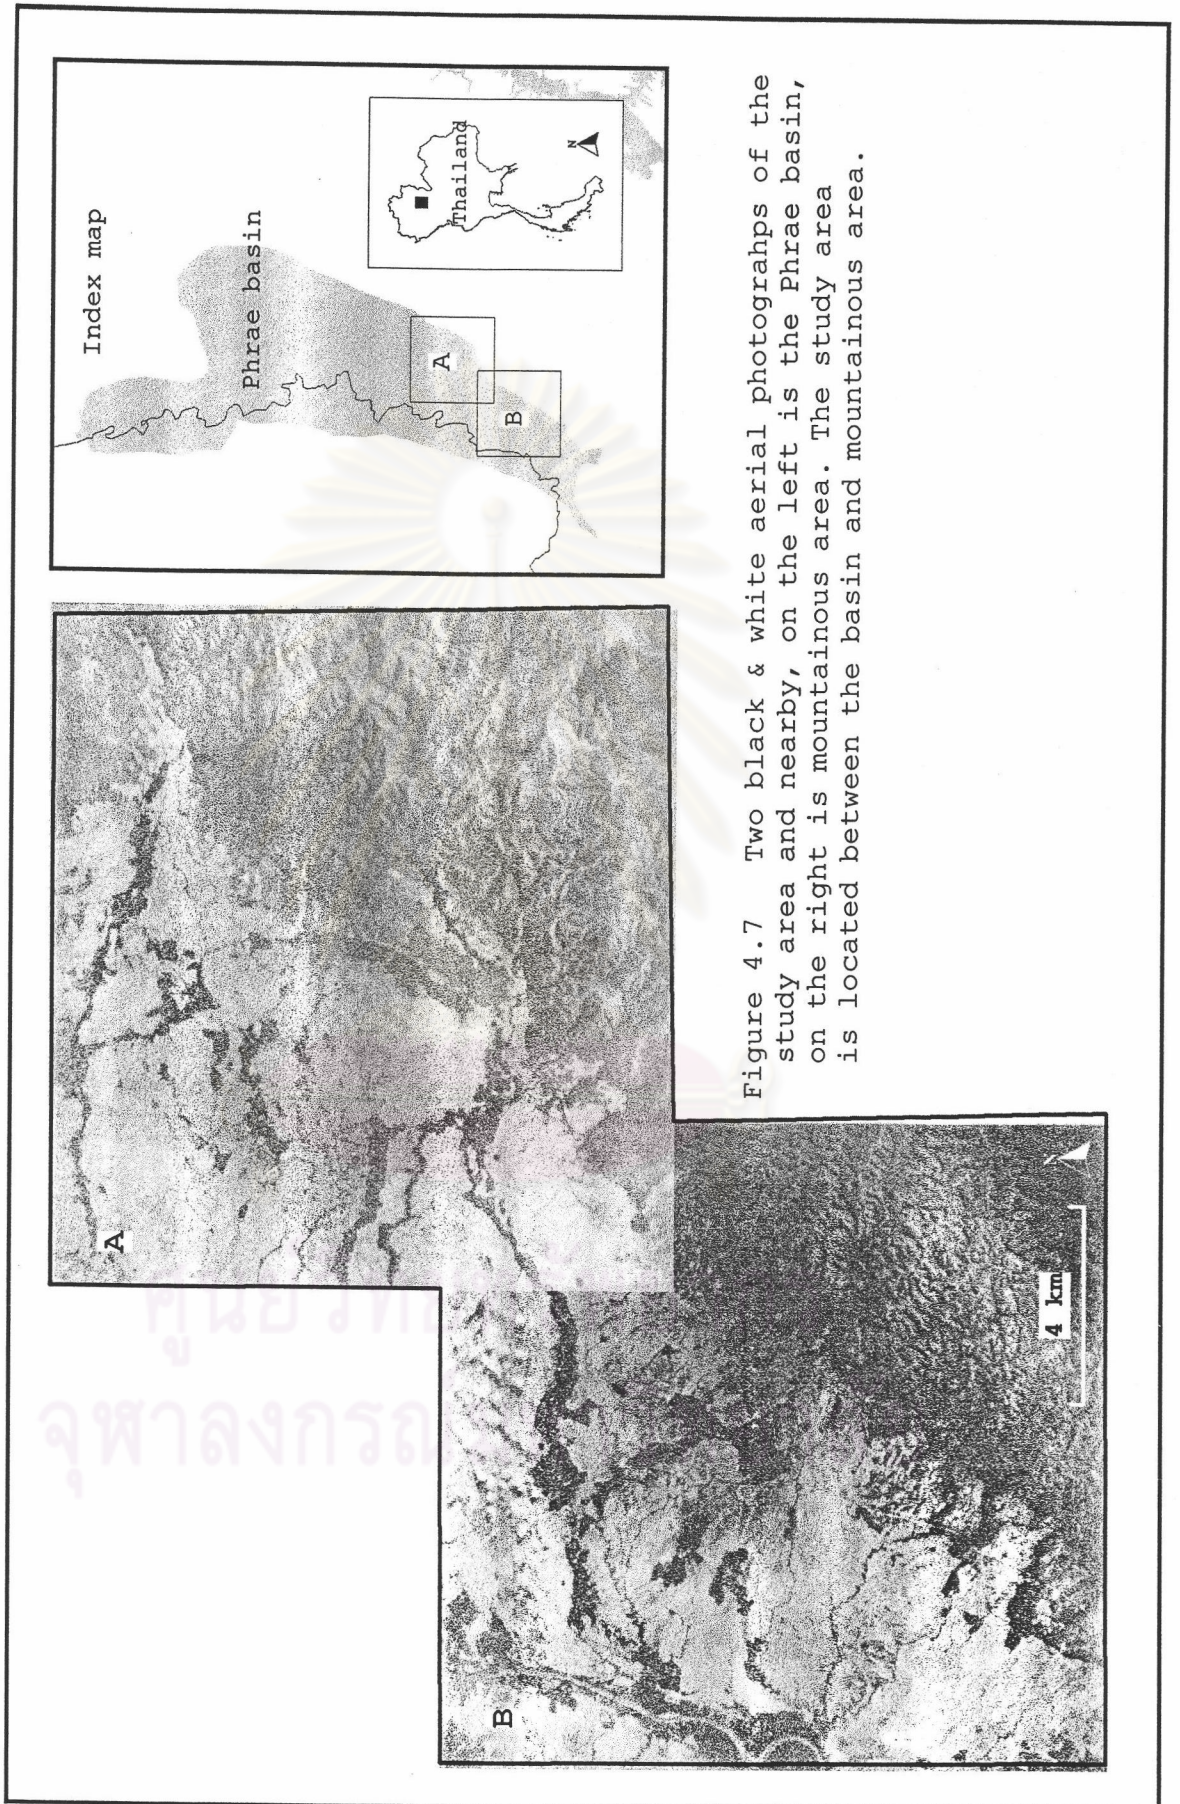 Index map
Phrae basin
A
B
Thailand
N
A
B
4 km
N
Figure 4.7 Two black & white aerial photograhps of the
study area and nearby, on the left is the Phrae basin,
on the right is mountainous area. The study area
is located between the basin and mountainous area.